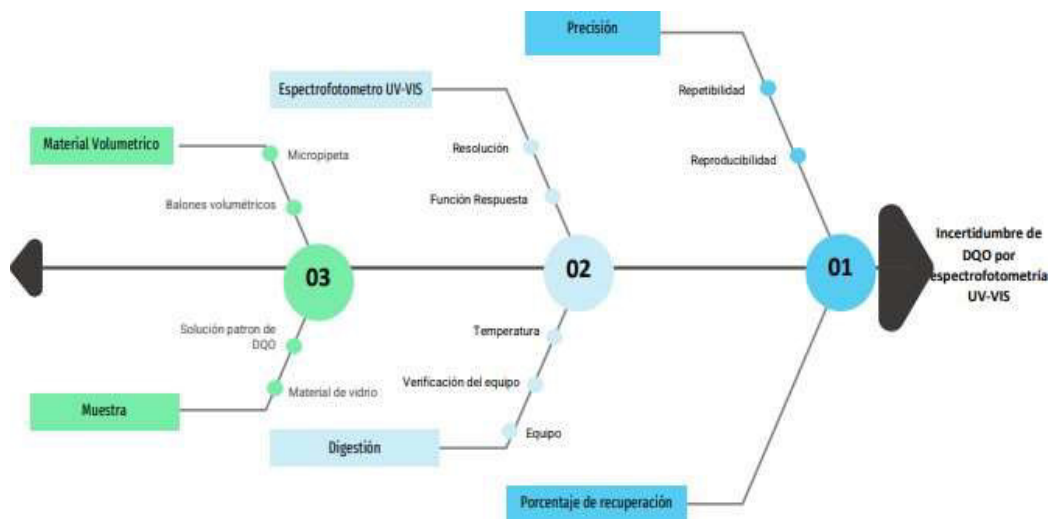 Precisión
Repetibilidad
Reproducibilidad
Espectrofotometro UV-VIS
Resolución
Función Respuesta
Material Volumetrico
Micropipeta
Balones volumétricos
03
02
01
Incertidumbre de
DQO por
espectrofotometría
UV-VIS
Solución patron de
DQO
Material de vidrio
Muestra
Temperatura
Verificación del equipo
Equipo
Digestión
Porcentaje de recuperación